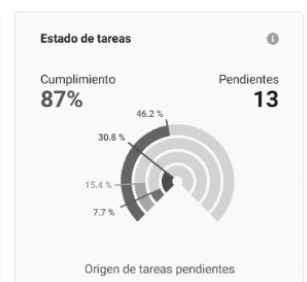 Estado de tareas
Cumplimiento
Pendientes
87%
13
46.2 %
30.8 %
15.4 %
7.7 %
Origen de tareas pendientes